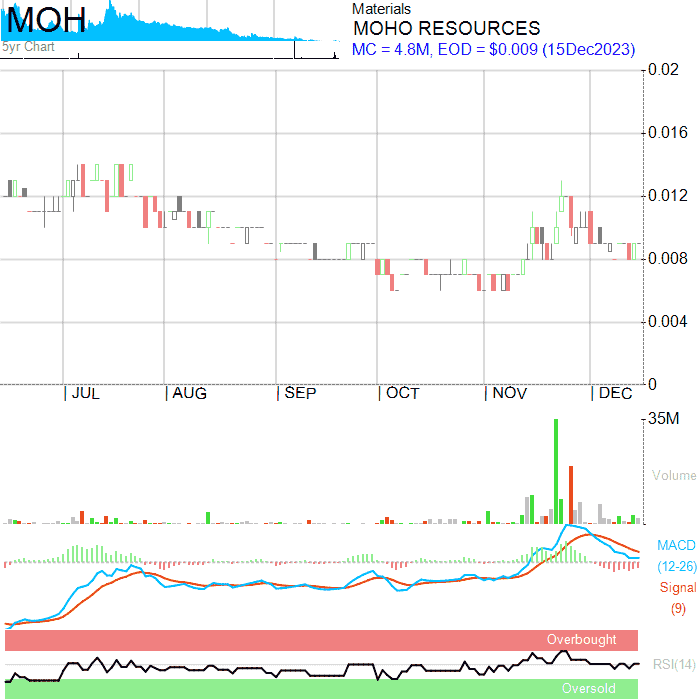 MOH
5yr Chart
Materials
MOHO RESOURCES
MC = 4.8M, EOD = $0.009 (15Dec2023)
0.02
0.016
0.012
0.008
0.004
0
JUL AUG SEP OCT NOV DEC
35M
Volume
MACD
(12-26)
Signal
(9)
Overbought
RSI(14)
Oversold